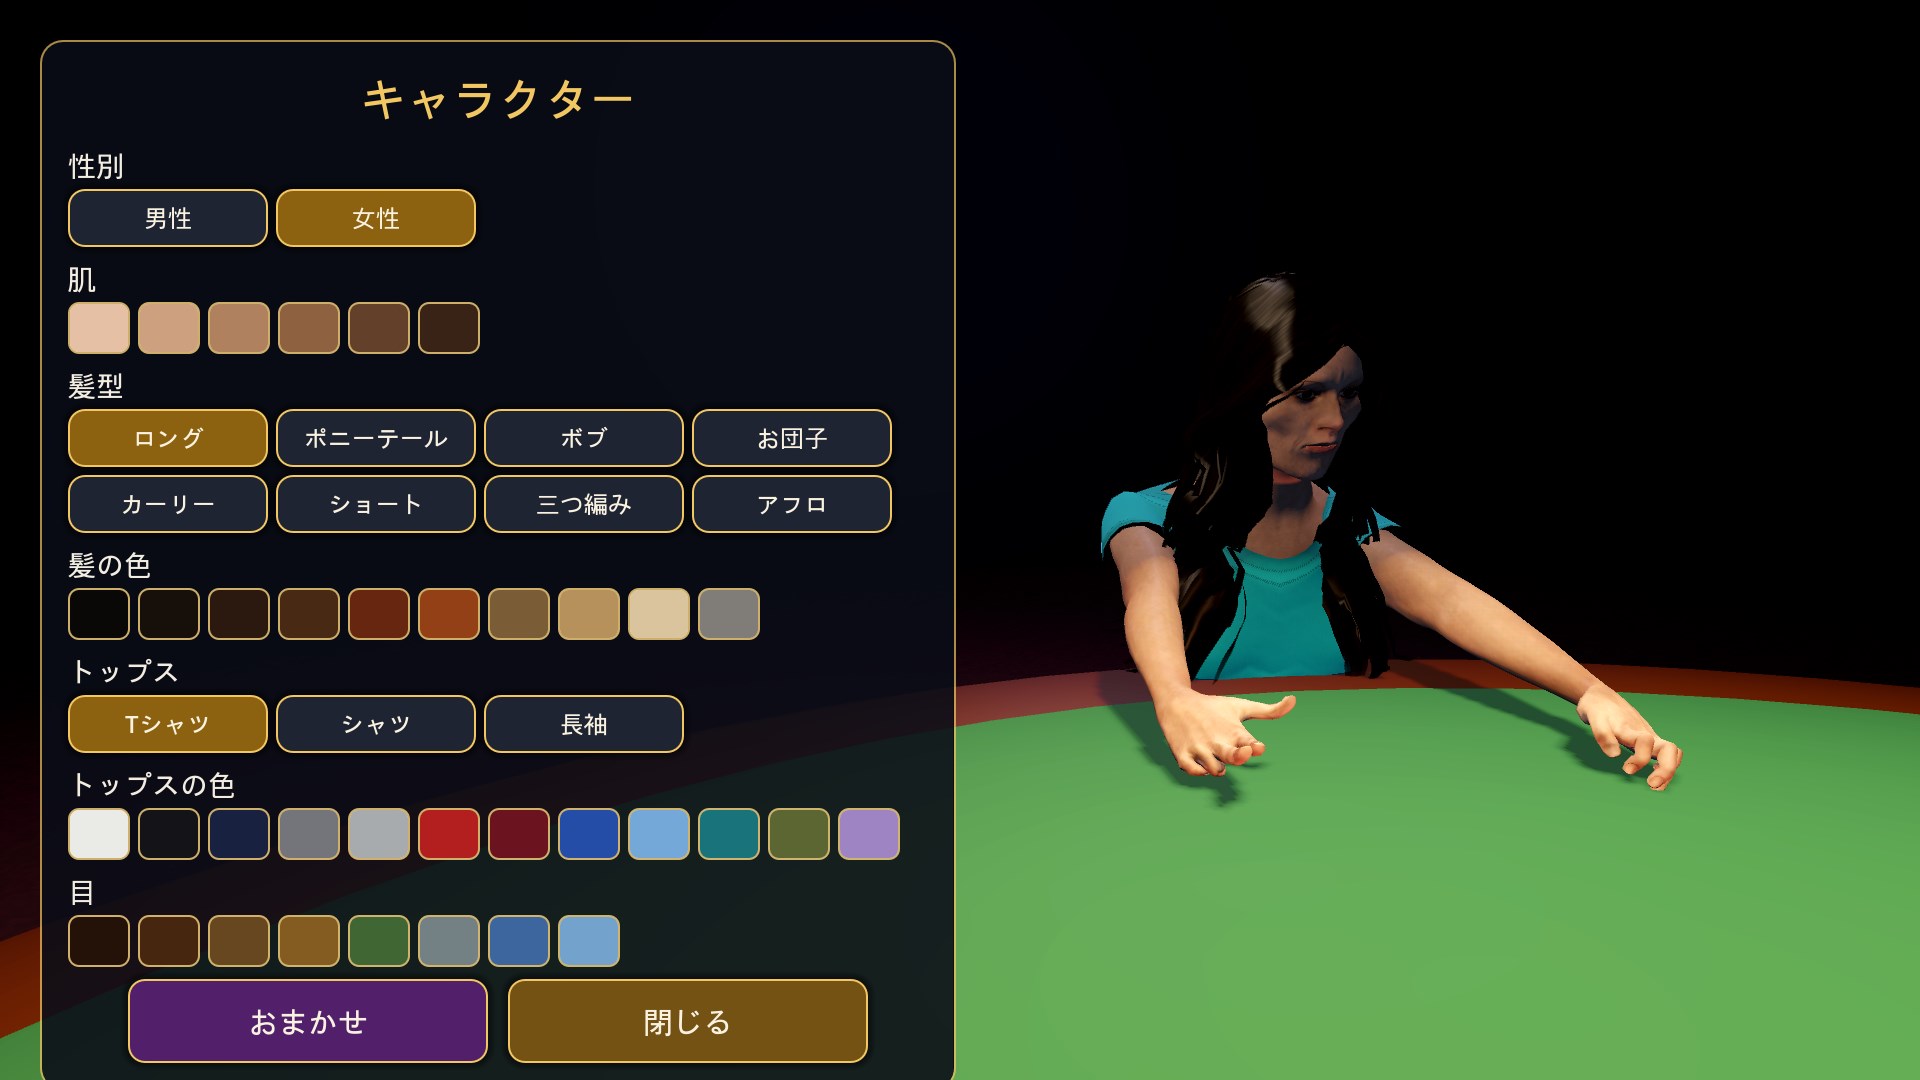 キャラクター
性別
男性 女性
肌
髪型
ロング ポニーテール ボブ お団子
カーリー ショート 三つ編み アフロ
髪の色
トップス
Tシャツ シャツ 長袖
トップスの色
目
おまかせ 閉じる